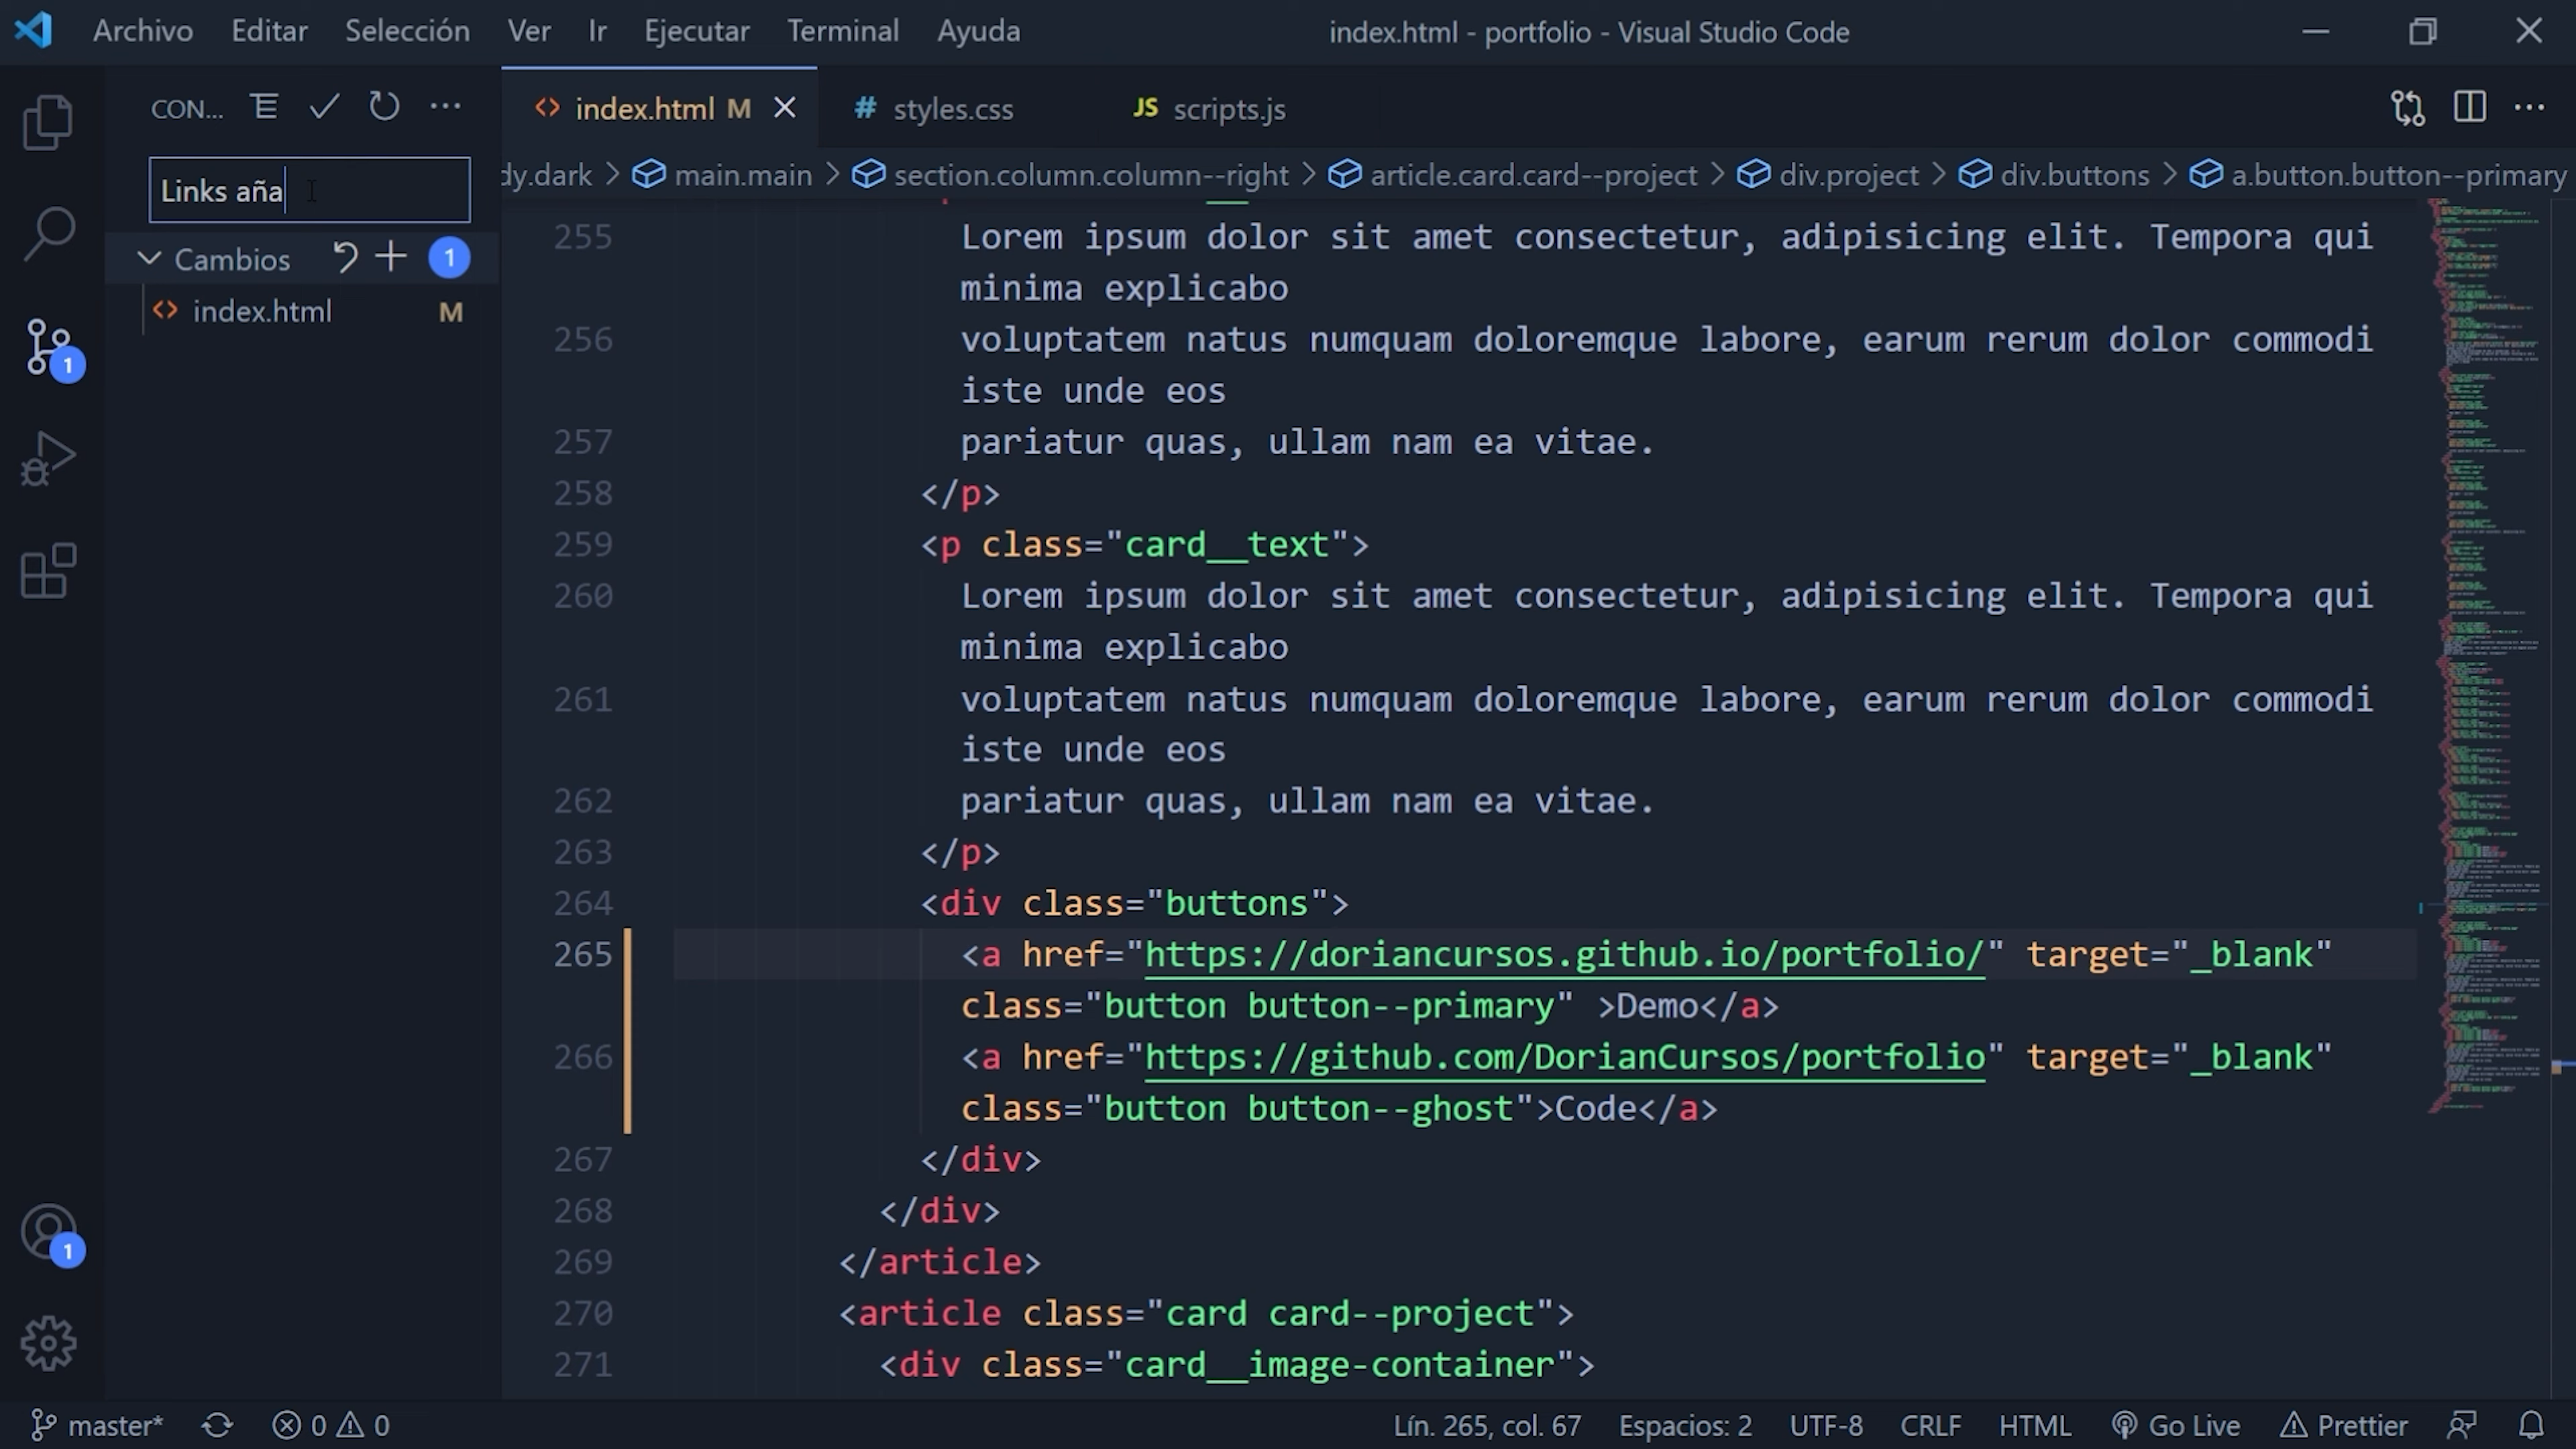 Archivo Editar Selección Ver Ir Ejecutar Terminal Ayuda index.html - portfolio - Visual Studio Code
CON...
index.html M # styles.css JS scripts.js
Links aña
dy.dark > main.main > section.column.column--right > article.card.card--project > div.project > div.buttons > a.button.button--primary
Cambios 1
index.html M
1
1
255 Lorem ipsum dolor sit amet consectetur, adipisicing elit. Tempora qui
minima explicabo
256 voluptatem natus numquam doloremque labore, earum rerum dolor commodi
iste unde eos
257 pariatur quas, ullam nam ea vitae.
258 </p>
259 <p class="card__text">
260 Lorem ipsum dolor sit amet consectetur, adipisicing elit. Tempora qui
minima explicabo
261 voluptatem natus numquam doloremque labore, earum rerum dolor commodi
iste unde eos
262 pariatur quas, ullam nam ea vitae.
263 </p>
264 <div class="buttons">
265 <a href="https://doriancursos.github.io/portfolio/" target="_blank"
class="button button--primary" >Demo</a>
266 <a href="https://github.com/DorianCursos/portfolio" target="_blank"
class="button button--ghost">Code</a>
267 </div>
268 </div>
269 </article>
270 <article class="card card--project">
271 <div class="card__image-container">
master* 0 0 Lín. 265, col. 67 Espacios: 2 UTF-8 CRLF HTML Go Live Prettier